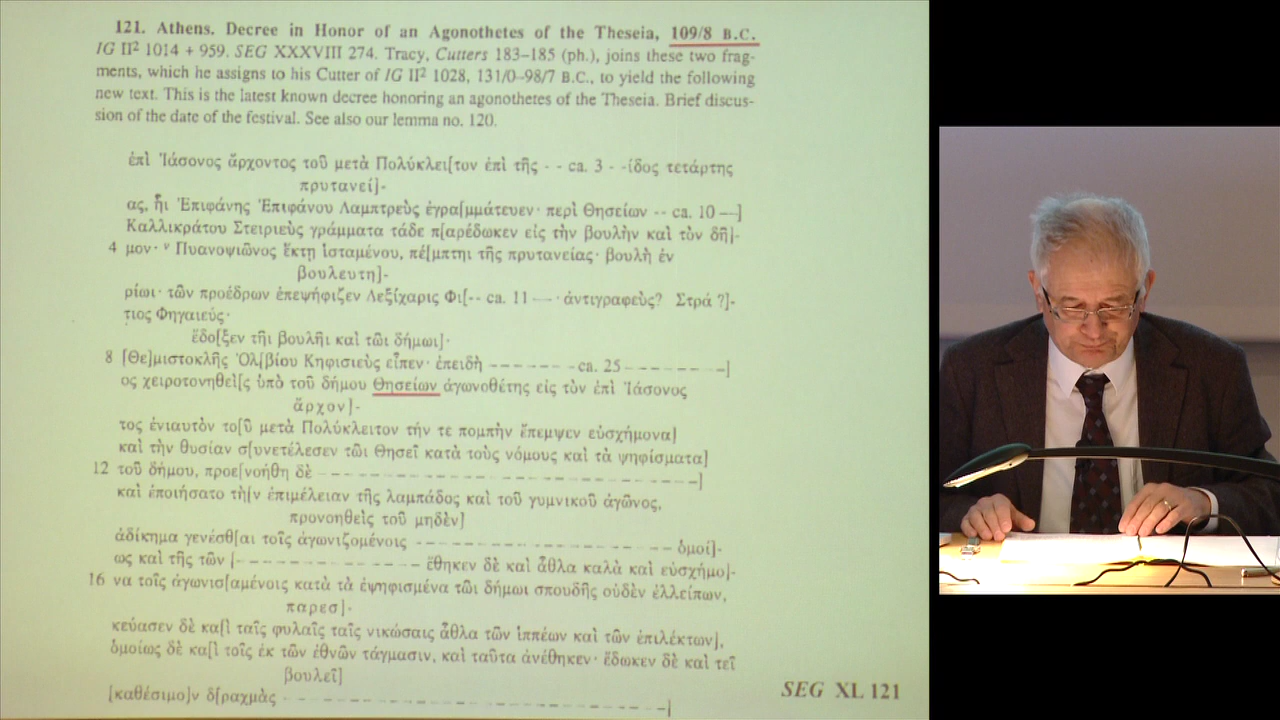 121. Athens. Decree in Honor of an Agonothetes of the Theseia, 109/8 B.C.
IG II² 1014 + 959. SEG XXXVIII 274. Tracy, Cutters 183–185 (ph.), joins these two frag-
ments, which he assigns to his Cutter of IG II² 1028, 131/0–98/7 B.C., to yield the following
new text. This is the latest known decree honoring an agonothetes of the Theseia. Brief discus-
sion of the date of the festival. See also our lemma no. 120.
ἐπὶ Ἰάσονος ἄρχοντος τοῦ μετὰ Πολύκλει[τον ἐπὶ τῆς - - ca. 3 - -ίδος τετάρτης
πρυτανεί]-
ας, ἧι Ἐπιφάνης Ἐπιφάνου Λαμπτρεὺς ἐγρα[μμάτευεν· περὶ Θησείων -- ca. 10 —]
Καλλικράτου Στειριεὺς γράμματα τάδε π[αρέδωκεν εἰς τὴν βουλὴν καὶ τὸν δῆ]-
4 μον· ᵛ Πυανοψιῶνος ἕκτῃ ἱσταμένου, πέ[μπτηι τῆς πρυτανείας· βουλὴ ἐν
βουλευτη]-
ρίωι· τῶν προέδρων ἐπεψήφιζεν Λεξίχαρις Φι[-- ca. 11 —— · ἀντιγραφεὺς? Στρά ?]-
τιος Φηγαιεύς·
ἔδο[ξεν τῆι βουλῆι καὶ τῶι δήμωι]·
8 [Θε]μιστοκλῆς Ὀλ[βίου Κηφισιεὺς εἶπεν· ἐπειδὴ – – – – – – – ca. 25 – – – – – – – –]
ος χειροτονηθεὶ[ς ὑπὸ τοῦ δήμου Θησείων ἀγωνοθέτης εἰς τὸν ἐπὶ Ἰάσονος
ἄρχον]-
τος ἐνιαυτὸν το[ῦ μετὰ Πολύκλειτον τήν τε πομπὴν ἔπεμψεν εὐσχήμονα]
καὶ τὴν θυσίαν σ[υνετέλεσεν τῶι Θησεῖ κατὰ τοὺς νόμους καὶ τὰ ψηφίσματα]
12 τοῦ δήμου, προε[νοήθη δὲ – – – – – – – – – – – – – – – – – – – – – – – –]
καὶ ἐποιήσατο τὴ[ν ἐπιμέλειαν τῆς λαμπάδος καὶ τοῦ γυμνικοῦ ἀγῶνος,
προνοηθεὶς τοῦ μηδὲν]
ἀδίκημα γενέσθ[αι τοῖς ἀγωνιζομένοις – – – – – – – – – – – – – – – – ὁμοί]-
ως καὶ τῆς τῶν [– – – – – – – – – – – – ἔθηκεν δὲ καὶ ἆθλα καλὰ καὶ εὐσχήμο]-
16 να τοῖς ἀγωνισ[αμένοις κατὰ τὰ ἐψηφισμένα τῶι δήμωι σπουδῆς οὐδὲν ἐλλείπων,
παρεσ]-
κεύασεν δὲ κα[ὶ ταῖς φυλαῖς ταῖς νικώσαις ἆθλα τῶν ἱππέων καὶ τῶν ἐπιλέκτων],
ὁμοίως δὲ κα[ὶ τοῖς ἐκ τῶν ἐθνῶν τάγμασιν, καὶ ταῦτα ἀνέθηκεν· ἔδωκεν δὲ καὶ τεῖ
βουλεῖ]
[καθέσιμο]ν δ[ραχμὰς – – – – – – – – – – – – – – – – – – – – – – – – – –]
SEG XL 121